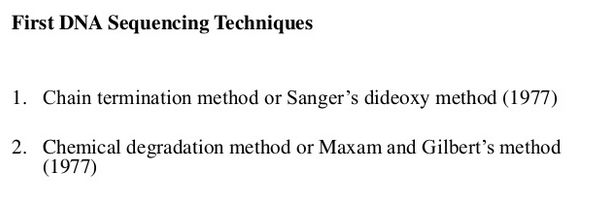 First DNA Sequencing Techniques
1. Chain termination method or Sanger’s dideoxy method (1977)
2. Chemical degradation method or Maxam and Gilbert’s method
(1977)